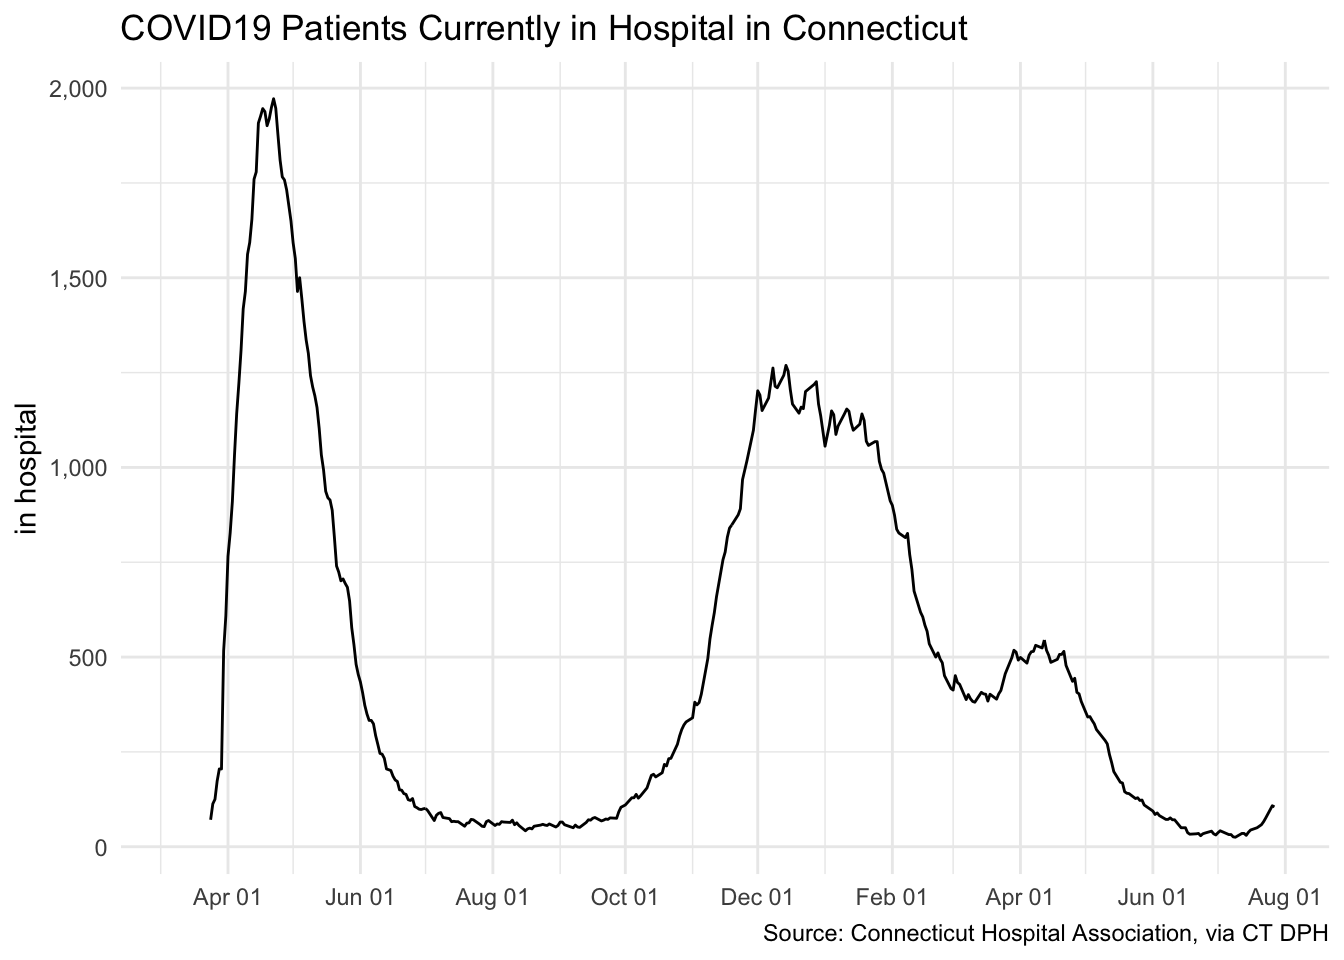 COVID19 Patients Currently in Hospital in Connecticut
2,000
1,500
1,000
500
0
in hospital
Apr 01 Jun 01 Aug 01 Oct 01 Dec 01 Feb 01 Apr 01 Jun 01 Aug 01
Source: Connecticut Hospital Association, via CT DPH